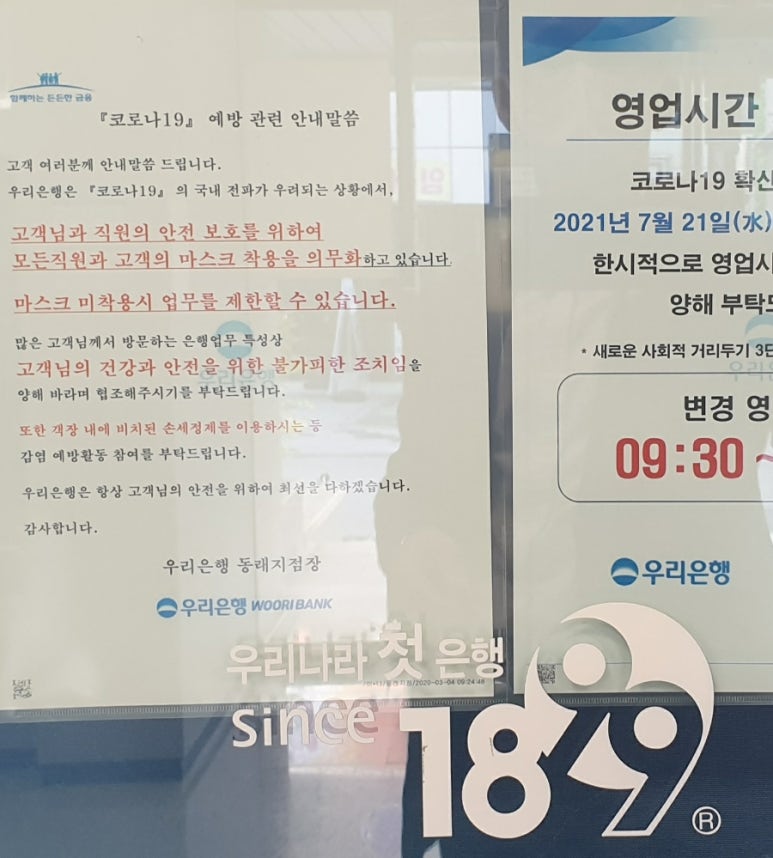 함께하는 든든한 금융
『코로나19』 예방 관련 안내말씀
고객 여러분께 안내말씀 드립니다.
우리은행은 『코로나19』 의 국내 전파가 우려되는 상황에서,
고객님과 직원의 안전 보호를 위하여
모든직원과 고객의 마스크 착용을 의무화하고 있습니다.
마스크 미착용시 업무를 제한할 수 있습니다.
많은 고객님께서 방문하는 은행업무 특성상
고객님의 건강과 안전을 위한 불가피한 조치임을
양해 바라며 협조해주시기를 부탁드립니다.
또한 객장 내에 비치된 손세정제를 이용하시는 등
감염 예방활동 참여를 부탁드립니다.
우리은행은 항상 고객님의 안전을 위하여 최선을 다하겠습니다.
감사합니다.
우리은행 동래지점장
우리은행 WOORI BANK
2020-03-04 09:24:46
영업시간
코로나19 확산
2021년 7월 21일(水)
한시적으로 영업시
양해 부탁드
* 새로운 사회적 거리두기 3단
변경 영
09:30 ~
우리은행
우리나라 첫 은행
since 1899 ®